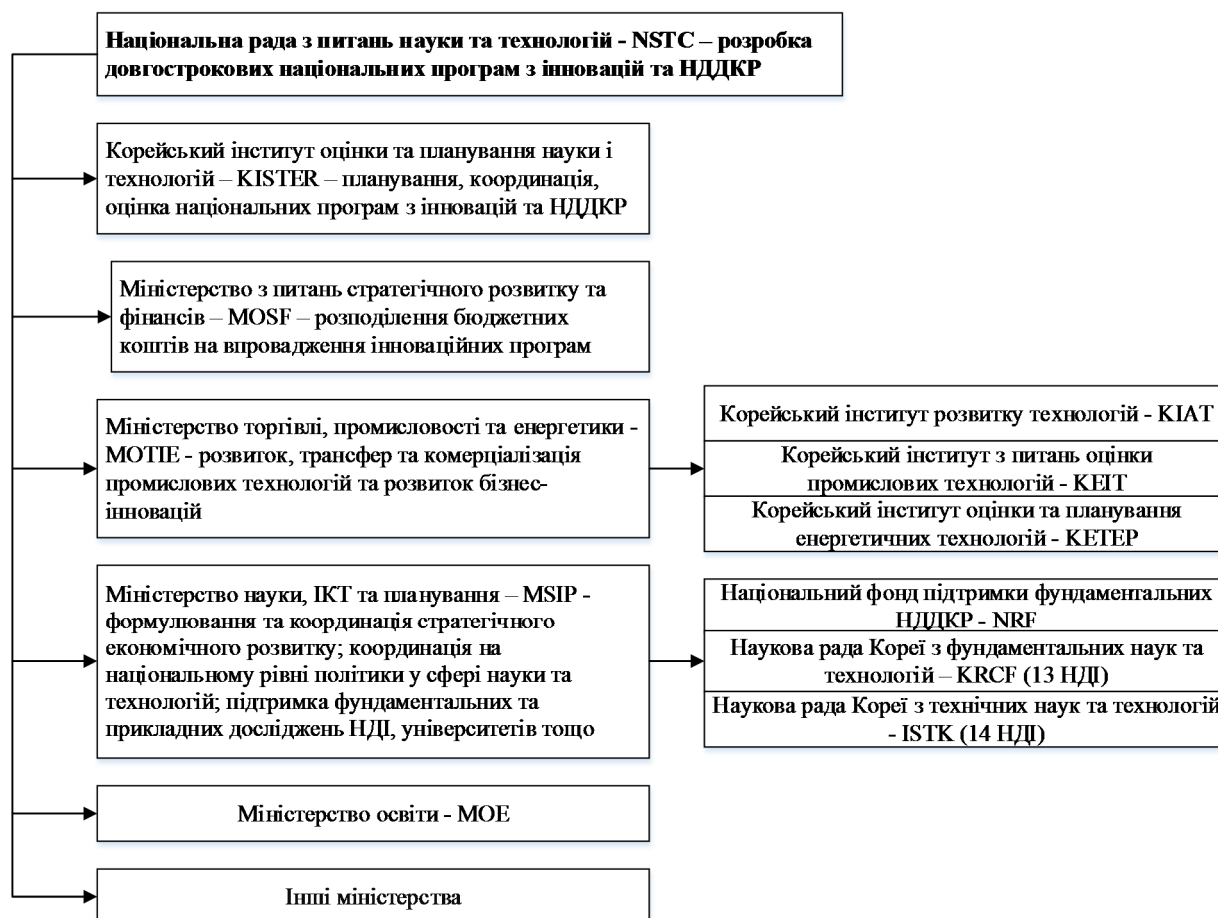 Національна рада з питань науки та технологій - NSTC – розробка
довгострокових національних програм з інновацій та НДДКР
Корейський інститут оцінки та планування науки і
технологій – KISTER – планування, координація,
оцінка національних програм з інновацій та НДДКР
Міністерство з питань стратегічного розвитку та
фінансів – MOSF – розподілення бюджетних
коштів на впровадження інноваційних програм
Міністерство торгівлі, промисловості та енергетики -
MOTIE - розвиток, трансфер та комерціалізація
промислових технологій та розвиток бізнес-
інновацій
Корейський інститут розвитку технологій - KIAT
Корейський інститут з питань оцінки
промислових технологій - KEIT
Корейський інститут оцінки та планування
енергетичних технологій - KETEP
Міністерство науки, ІКТ та планування – MSIP -
формулювання та координація стратегічного
економічного розвитку; координація на
національному рівні політики у сфері науки та
технологій; підтримка фундаментальних та
прикладних досліджень НДІ, університетів тощо
Національний фонд підтримки фундаментальних
НДДКР - NRF
Наукова рада Кореї з фундаментальних наук та
технологій – KRCF (13 НДІ)
Наукова рада Кореї з технічних наук та технологій
- ISTK (14 НДІ)
Міністерство освіти - MOE
Інші міністерства